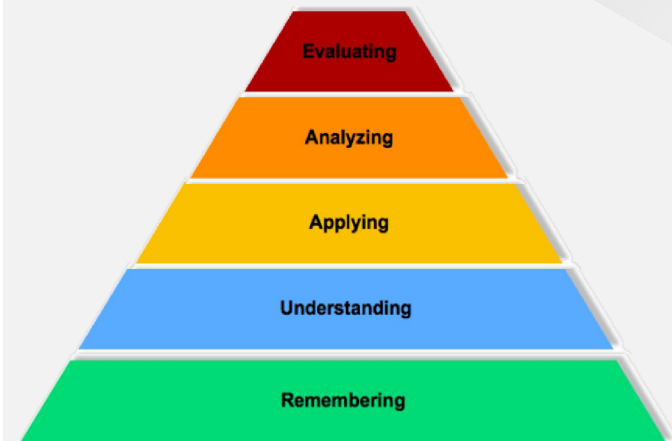 Evaluating
Analyzing
Applying
Understanding
Remembering